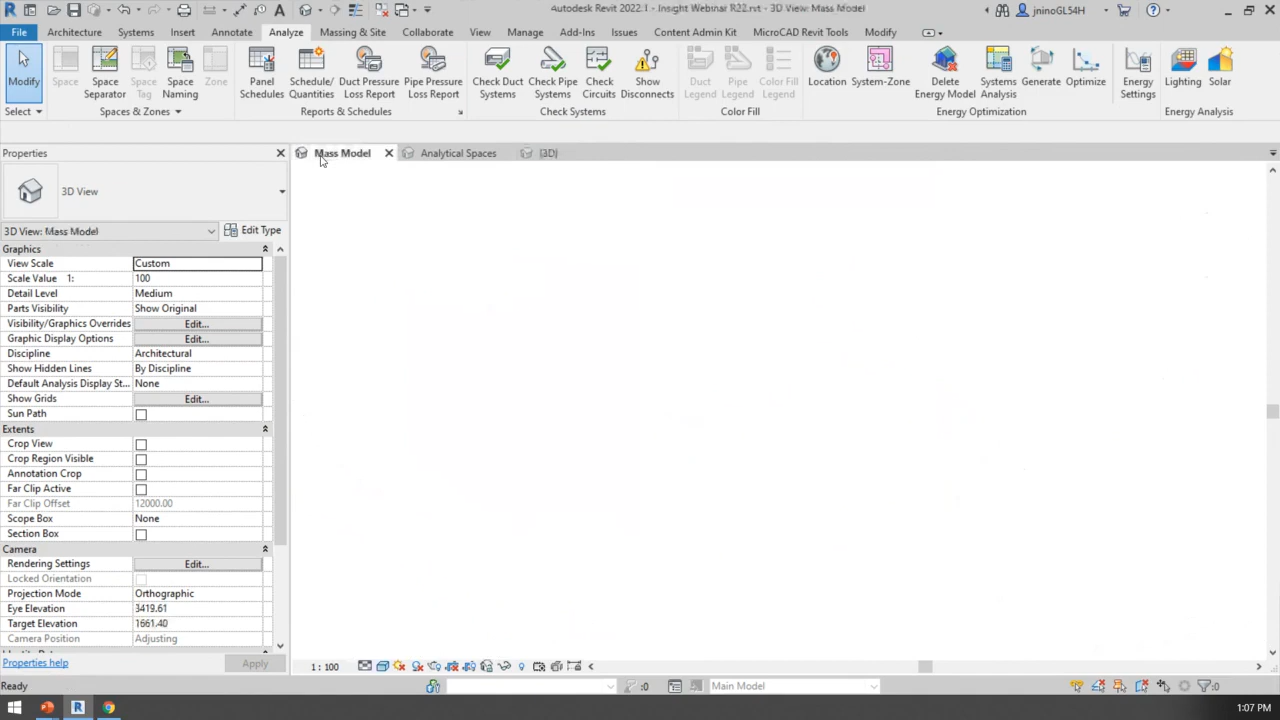 Autodesk Revit 2022.1 - Insight Webinar R22.rvt - 3D View: Mass Model
jninoGL54H
File Architecture Systems Insert Annotate Analyze Massing & Site Collaborate View Manage Add-Ins Issues Content Admin Kit MicroCAD Revit Tools Modify
Modify
Space
Space Separator
Space Tag
Space Naming
Zone
Panel Schedules
Schedule/ Quantities
Duct Pressure Loss Report
Pipe Pressure Loss Report
Check Duct Systems
Check Pipe Systems
Check Circuits
Show Disconnects
Duct Legend
Pipe Legend
Color Fill Legend
Location
System-Zone
Delete Energy Model
Systems Analysis
Generate
Optimize
Energy Settings
Lighting
Solar
Select Spaces & Zones Reports & Schedules Check Systems Color Fill Energy Optimization Energy Analysis
Properties
Mass Model Analytical Spaces {3D}
3D View
3D View: Mass Model Edit Type
Graphics
View Scale Custom
Scale Value 1: 100
Detail Level Medium
Parts Visibility Show Original
Visibility/Graphics Overrides Edit...
Graphic Display Options Edit...
Discipline Architectural
Show Hidden Lines By Discipline
Default Analysis Display St... None
Show Grids Edit...
Sun Path
Extents
Crop View
Crop Region Visible
Annotation Crop
Far Clip Active
Far Clip Offset 12000.00
Scope Box None
Section Box
Camera
Rendering Settings Edit...
Locked Orientation
Projection Mode Orthographic
Eye Elevation 3419.61
Target Elevation 1661.40
Camera Position Adjusting
Properties help Apply
1 : 100
Ready :0 Main Model :0
1:07 PM